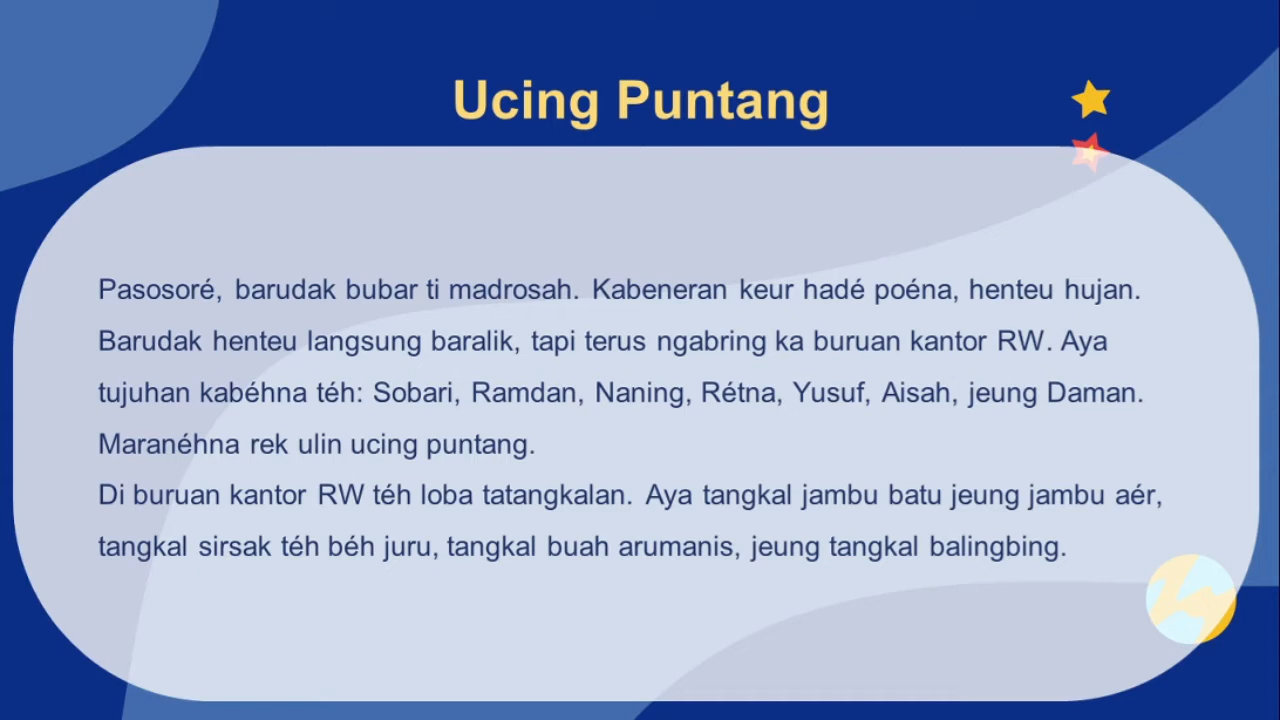 Ucing Puntang
Pasosoré, barudak bubar ti madrosah. Kabeneran keur hadé poéna, henteu hujan.
Barudak henteu langsung baralik, tapi terus ngabring ka buruan kantor RW. Aya
tujuhan kabéhna téh: Sobari, Ramdan, Naning, Rétna, Yusuf, Aisah, jeung Daman.
Maranéhna rek ulin ucing puntang.
Di buruan kantor RW téh loba tatangkalan. Aya tangkal jambu batu jeung jambu aér,
tangkal sirsak téh béh juru, tangkal buah arumanis, jeung tangkal balingbing.